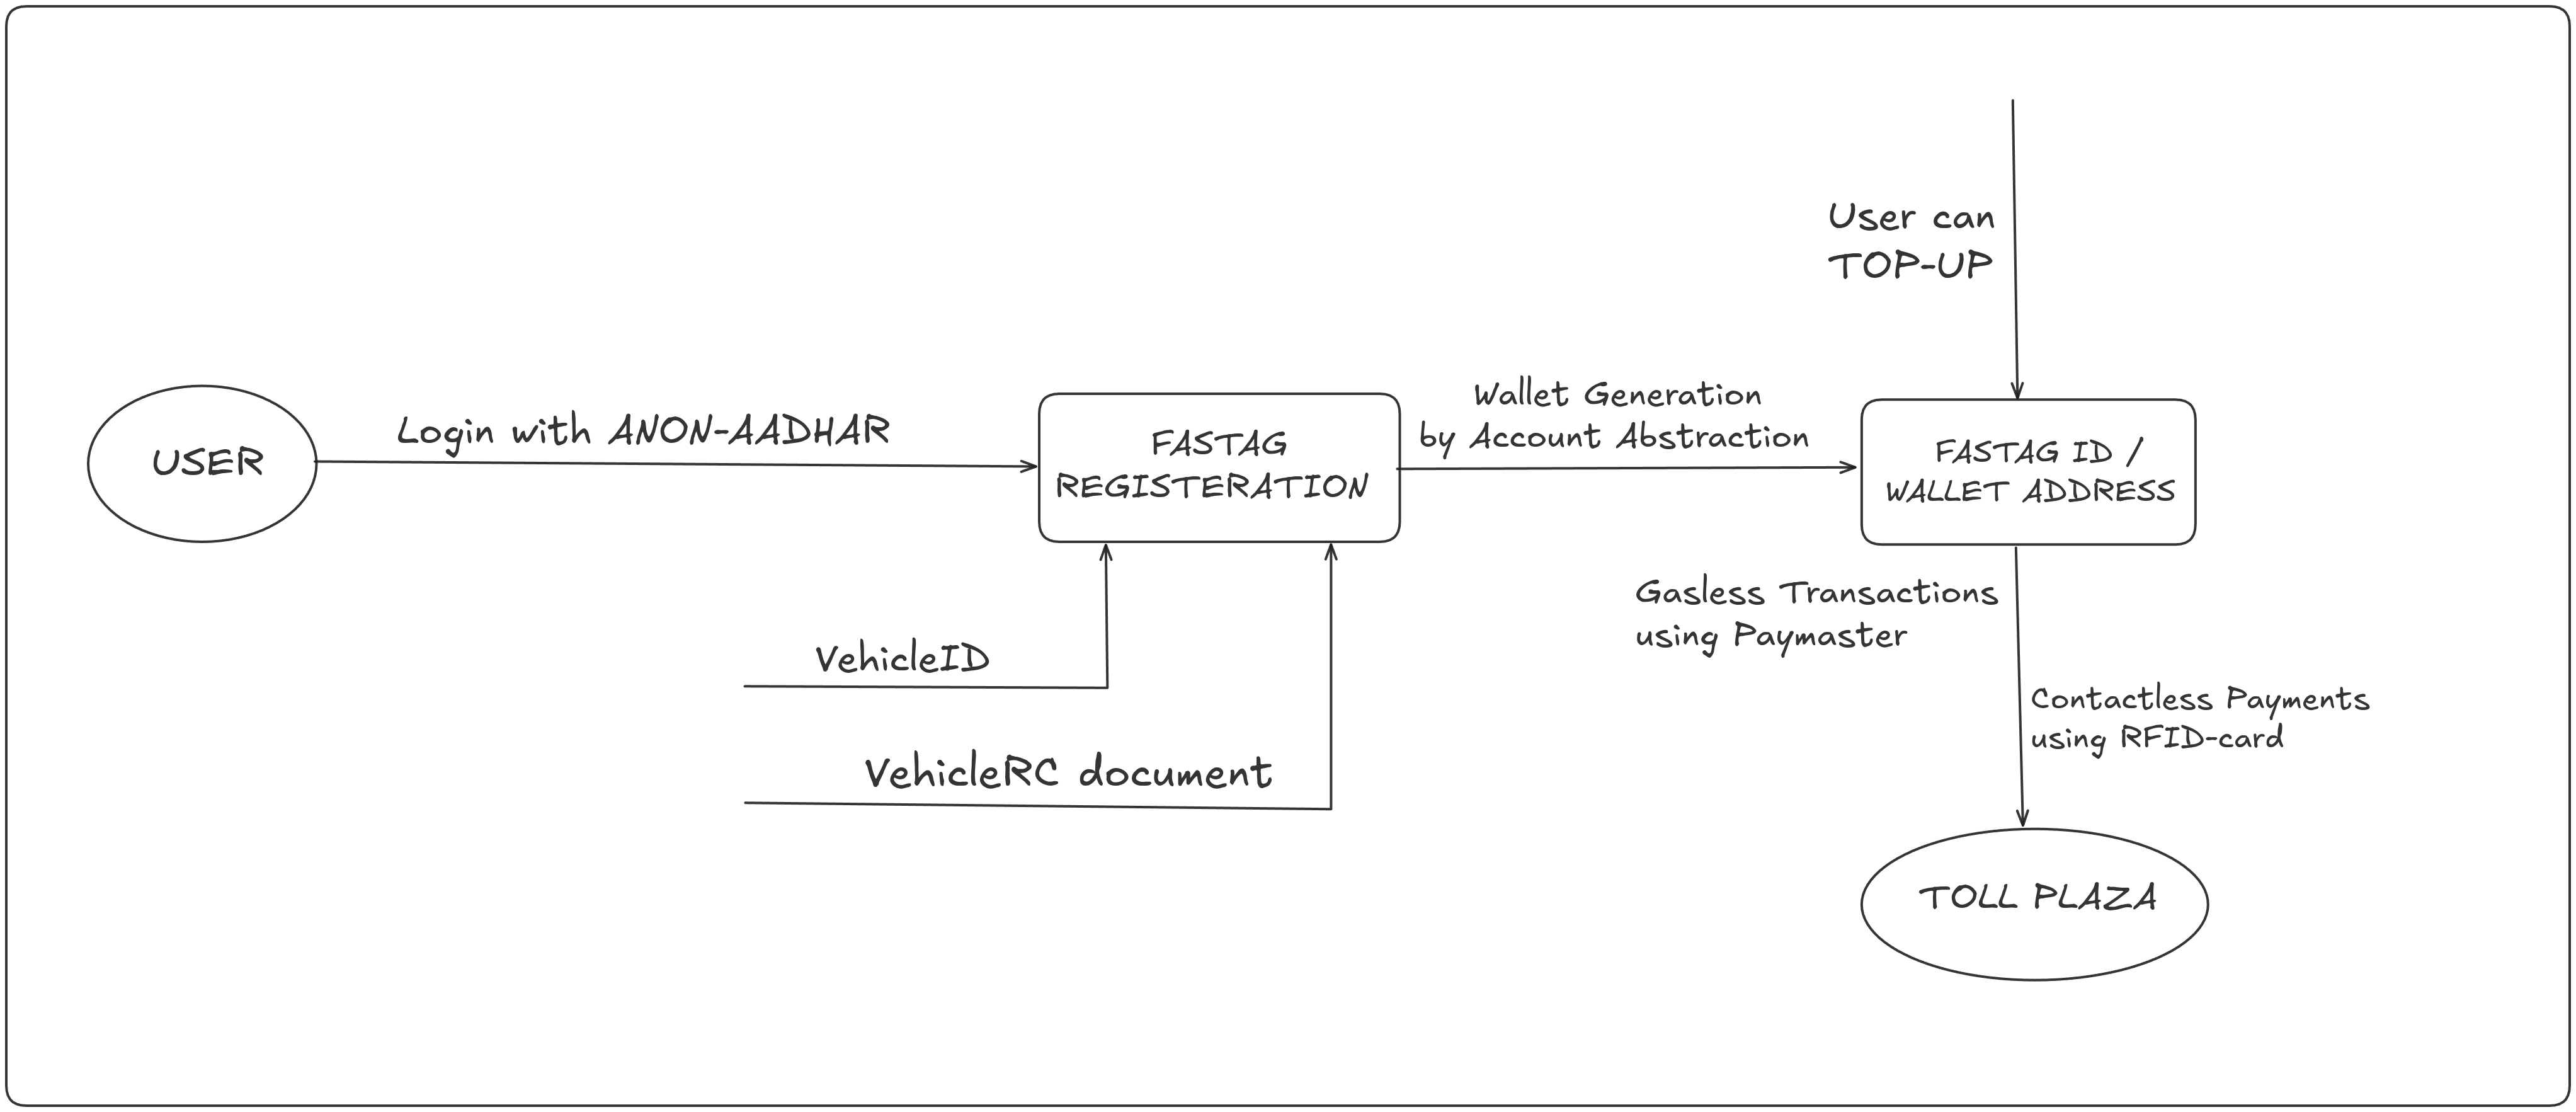 User can
TOP-UP
Login with ANON-AADHAR
USER
FASTAG
REGISTERATION
Wallet Generation
by Account Abstraction
FASTAG ID /
WALLET ADDRESS
Gasless Transactions
using Paymaster
VehicleID
Contactless Payments
using RFID-card
VehicleRC document
TOLL PLAZA